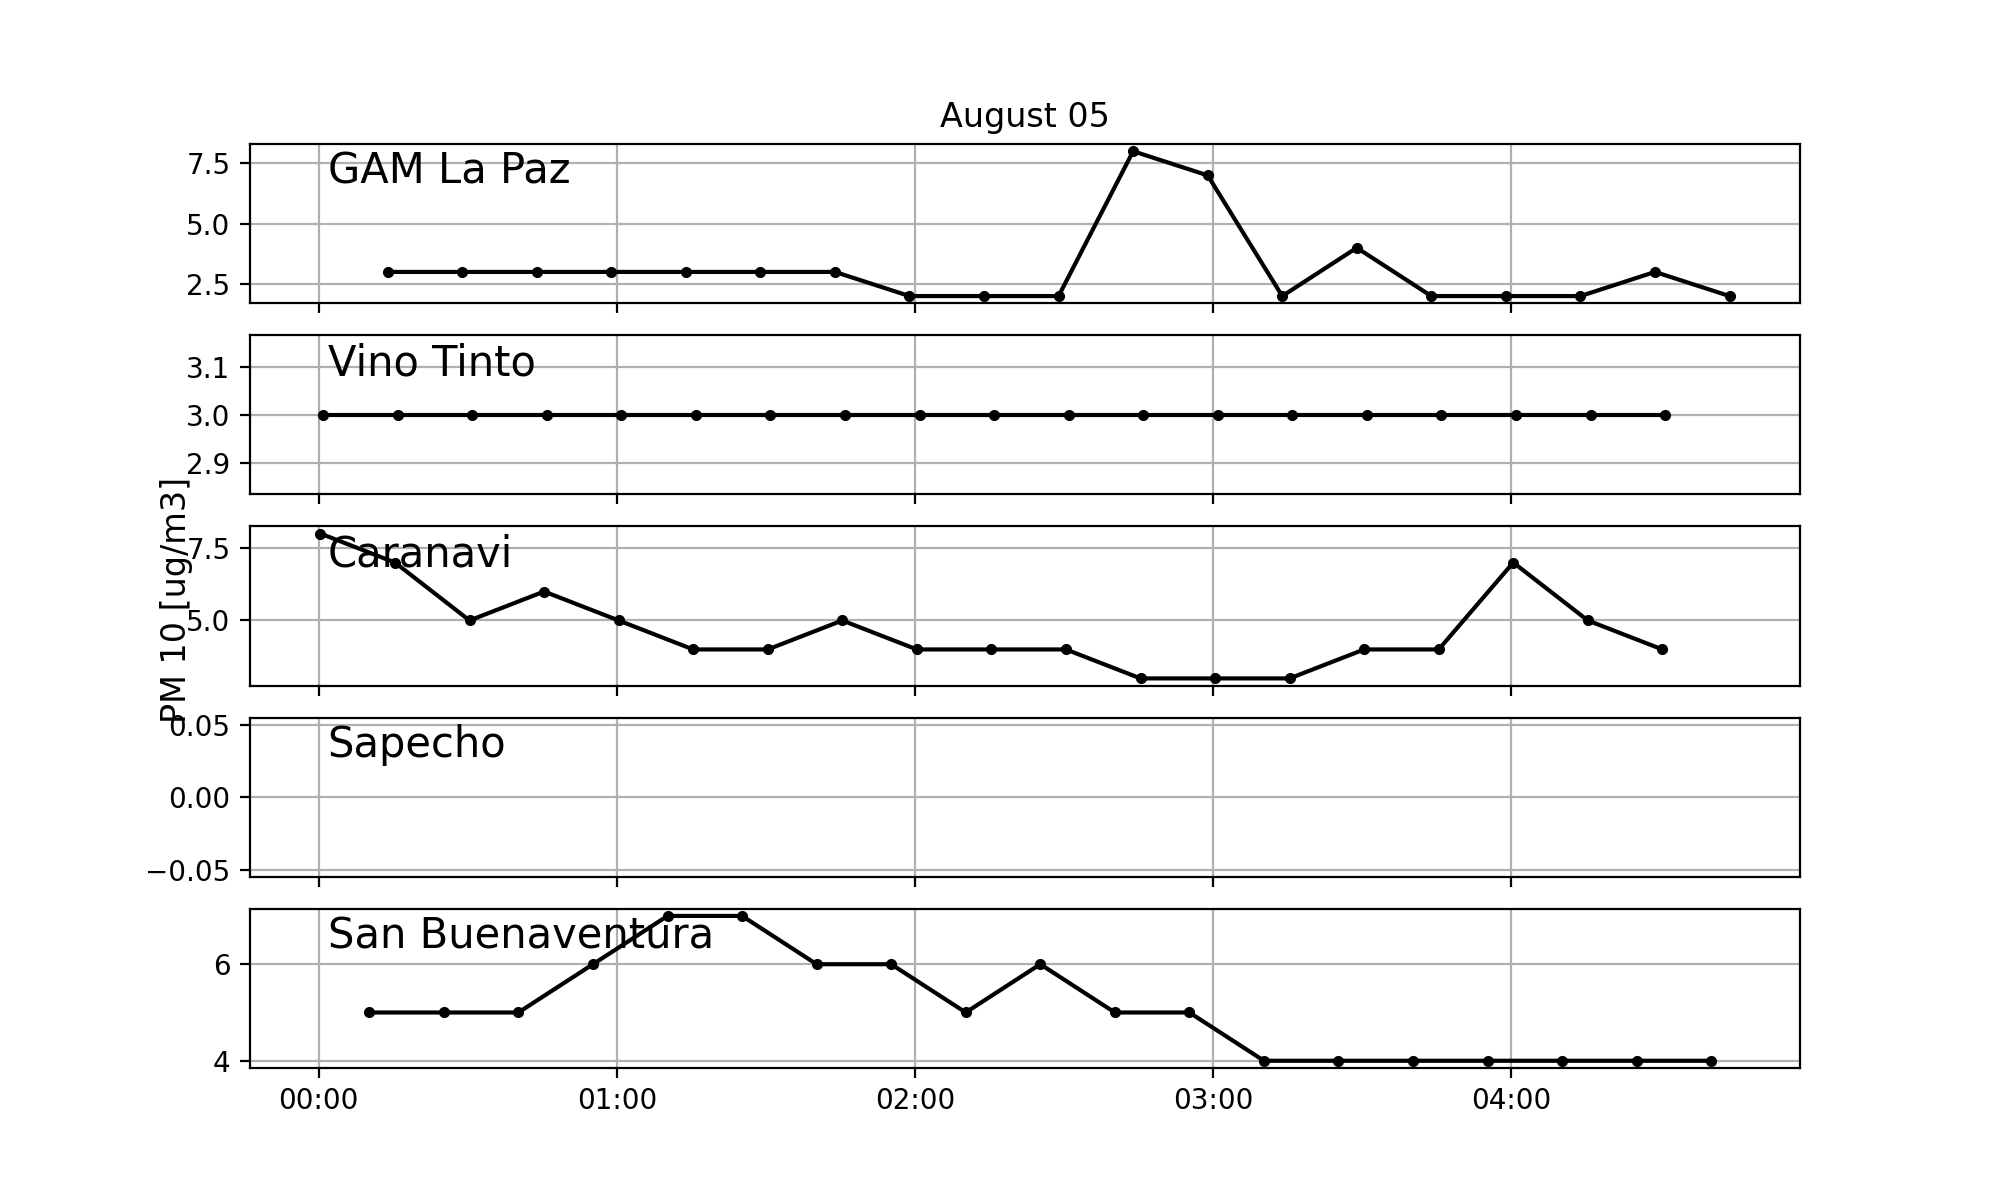 August 05
GAM La Paz
7.5
5.0
2.5
Vino Tinto
3.1
3.0
2.9
PM 10 [ug/m3]
Caranavi
7.5
5.0
Sapecho
0.05
0.00
−0.05
San Buenaventura
6
4
00:00 01:00 02:00 03:00 04:00